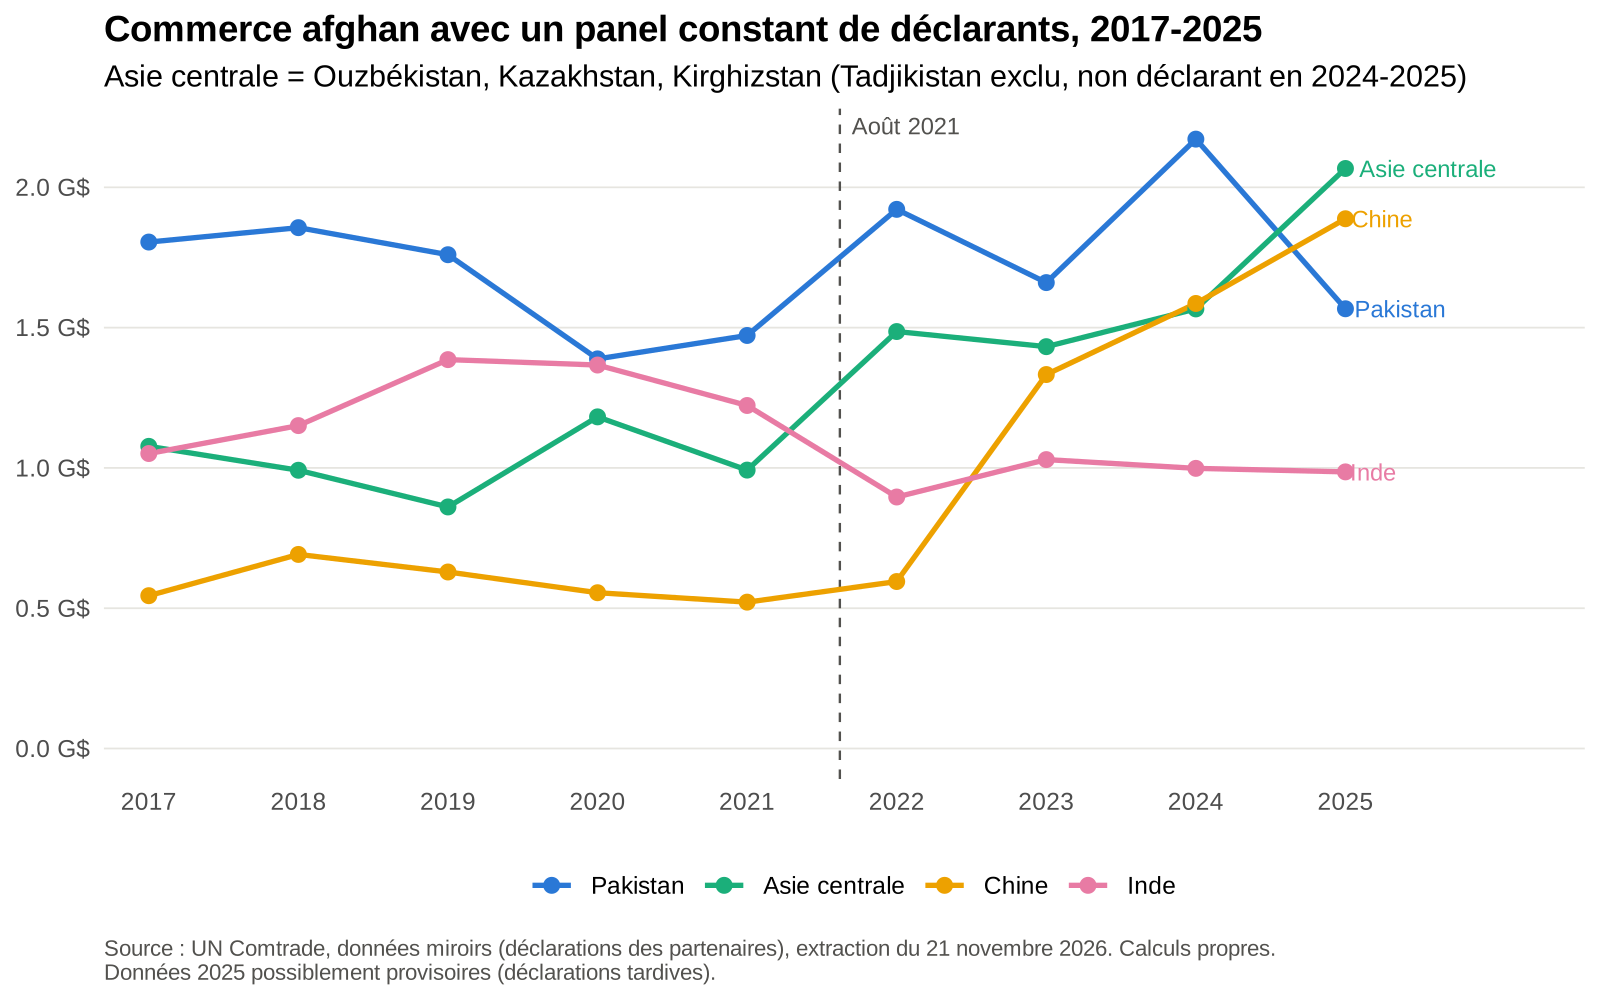 Commerce afghan avec un panel constant de déclarants, 2017-2025
Asie centrale = Ouzbékistan, Kazakhstan, Kirghizstan (Tadjikistan exclu, non déclarant en 2024-2025)
Août 2021
2.0 G$
1.5 G$
1.0 G$
0.5 G$
0.0 G$
Asie centrale
Chine
Pakistan
Inde
2017 2018 2019 2020 2021 2022 2023 2024 2025
Pakistan Asie centrale Chine Inde
Source : UN Comtrade, données miroirs (déclarations des partenaires), extraction du 21 novembre 2026. Calculs propres.
Données 2025 possiblement provisoires (déclarations tardives).